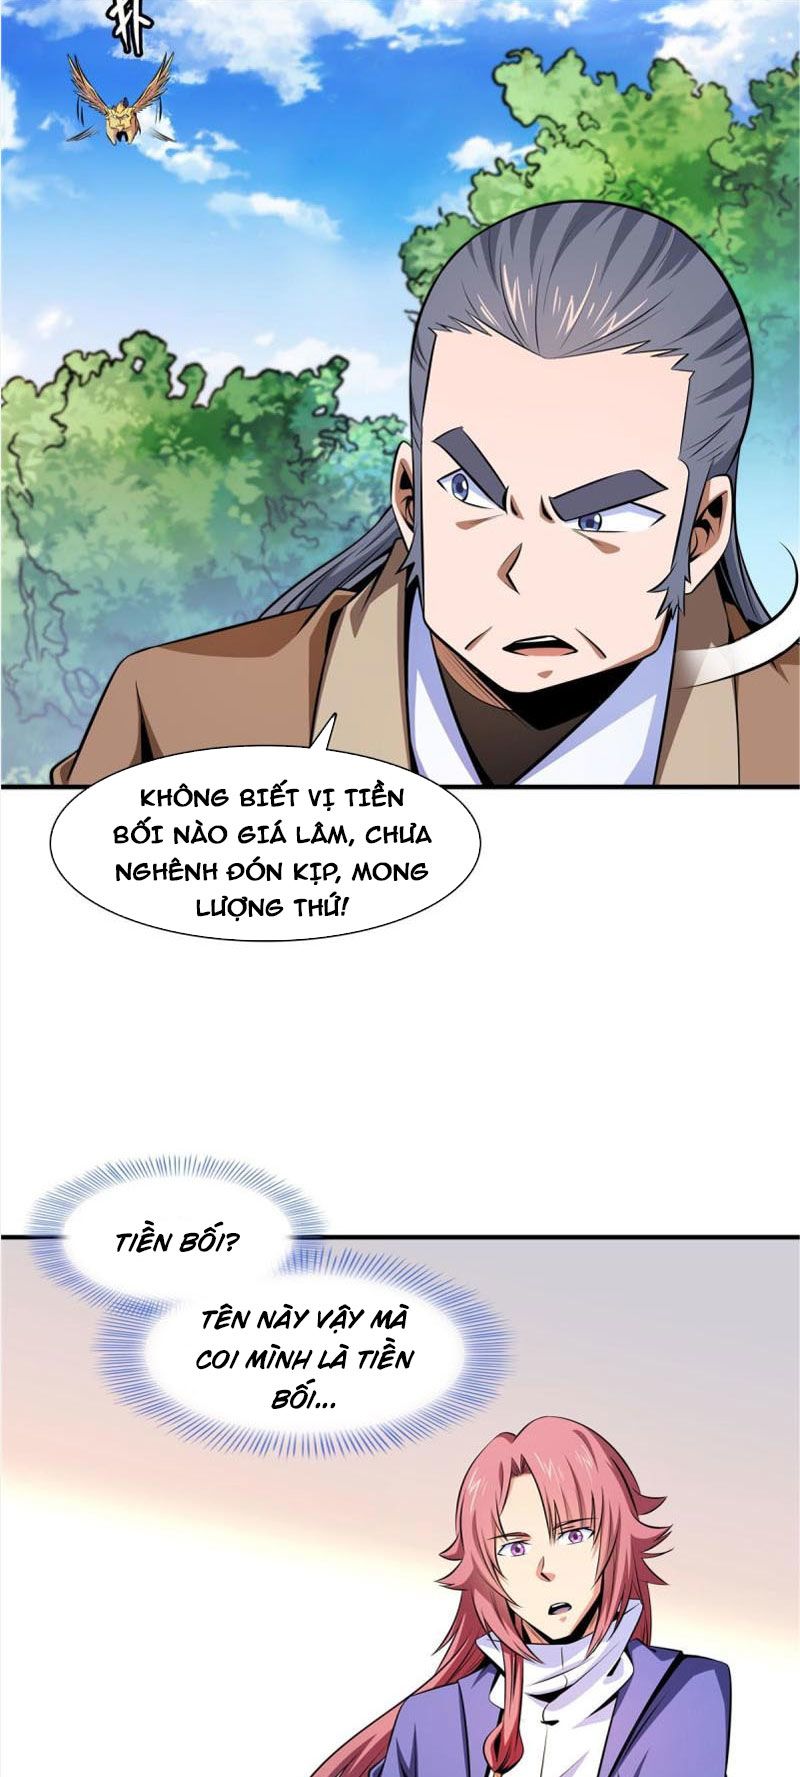 KHÔNG BIẾT VỊ TIỀN
BỐI NÀO GIÁ LÂM, CHƯA
NGHÊNH ĐÓN KỊP, MONG
LƯỢNG THỨ!
TIỀN BỐI?
TÊN NÀY VẬY MÀ
COI MÌNH LÀ TIỀN
BỐI...